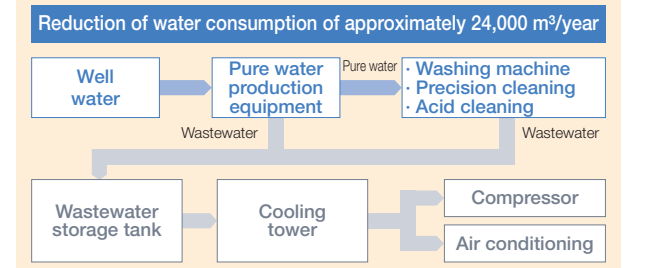 Reduction of water consumption of approximately 24,000 m³/year
Well
water
Pure water
production
equipment
Pure water
· Washing machine
· Precision cleaning
· Acid cleaning
Wastewater
Wastewater
Wastewater
storage tank
Cooling
tower
Compressor
Air conditioning